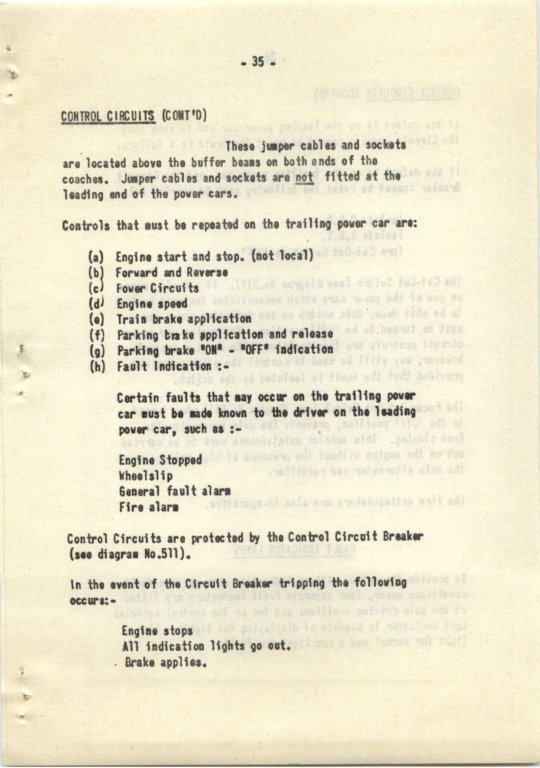 - 35 -
CONTROL CIRCUITS (CONT'D)
These jumper cables and sockets
are located above the buffer beams on both ends of the
coaches. Jumper cables and sockets are not fitted at the
leading end of the power cars.
Controls that must be repeated on the trailing power car are:
(a) Engine start and stop. (not local)
(b) Forward and Reverse
(c) Power Circuits
(d) Engine speed
(e) Train brake application
(f) Parking brake application and release
(g) Parking brake "ON" - "OFF" indication
(h) Fault Indication :-
Certain faults that may occur on the trailing power
car must be made known to the driver on the leading
power car, such as :-
Engine Stopped
Wheelslip
General fault alarm
Fire alarm
Control Circuits are protected by the Control Circuit Breaker
(see diagram No.511).
In the event of the Circuit Breaker tripping the following
occurs:-
Engine stops
All indication lights go out.
Brake applies.